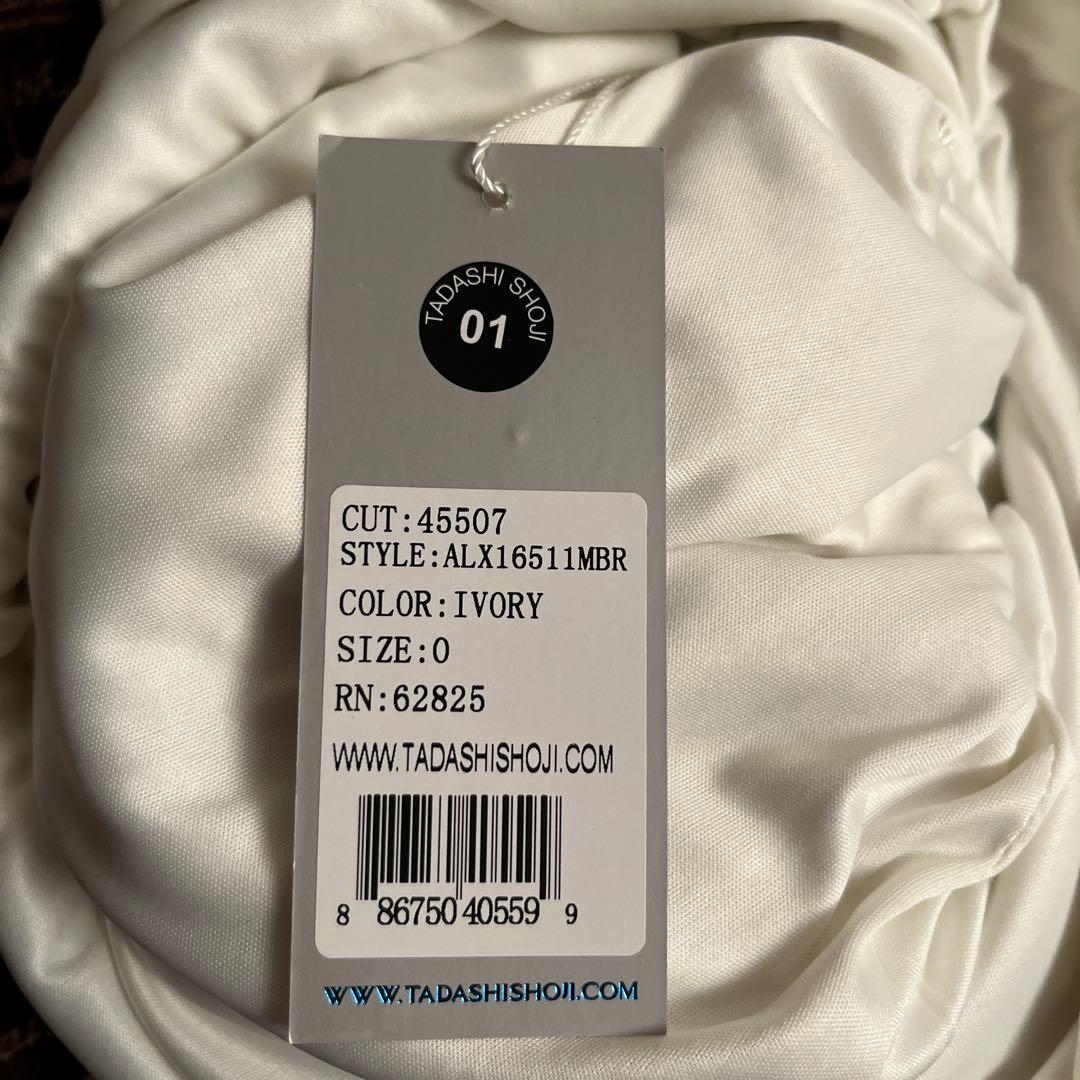 TADASHI SHOJI
01
CUT:45507
STYLE:ALX16511MBR
COLOR:IVORY
SIZE:0
RN:62825
WWW.TADASHISHOJI.COM
8 86750 40559 9
WWW.TADASHISHOJI.COM